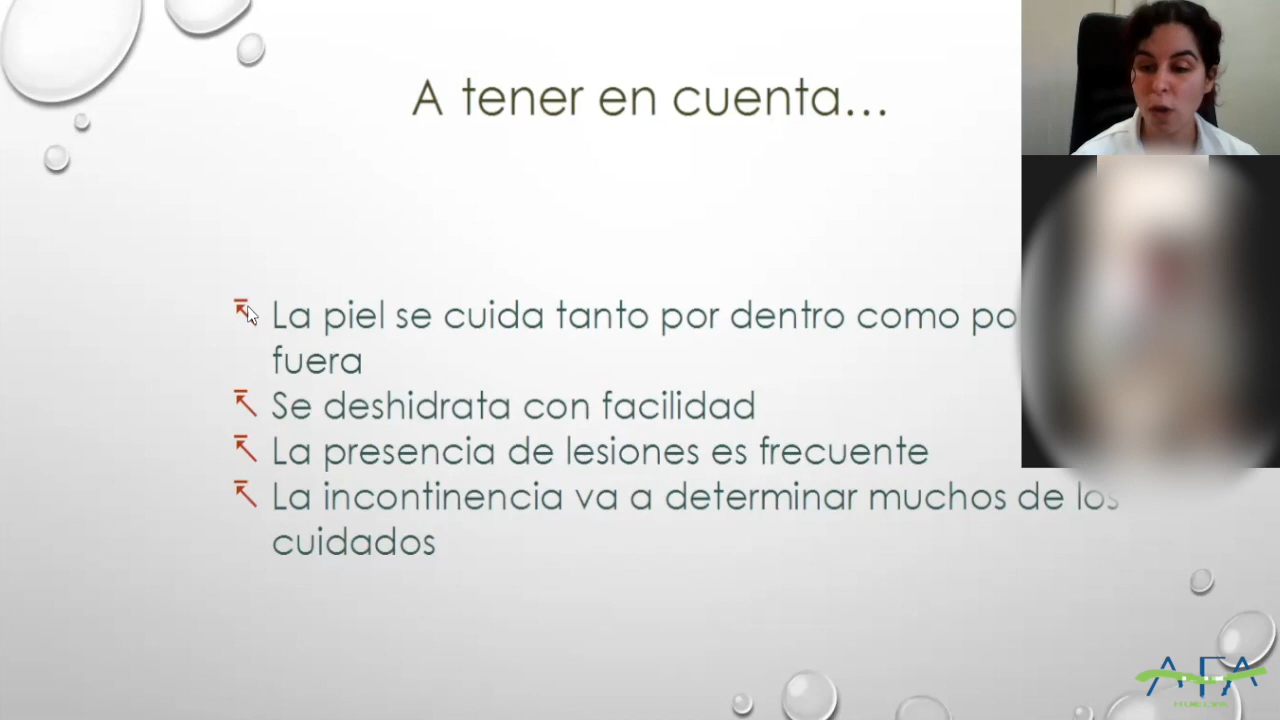 A tener en cuenta...
La piel se cuida tanto por dentro como po
fuera
Se deshidrata con facilidad
La presencia de lesiones es frecuente
La incontinencia va a determinar muchos de los
cuidados
AFA